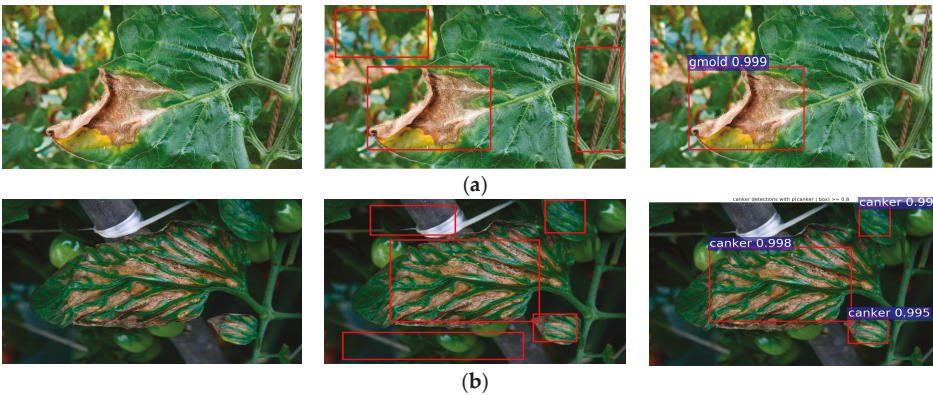 gmold 0.999
(a)
canker detections with p(canker | box) >= 0.8
canker 0.99
canker 0.998
canker 0.995
(b)